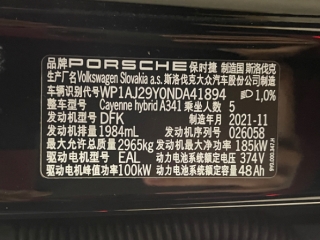 品牌 PORSCHE 保时捷 制造国 斯洛伐克
生产厂名 Volkswagen Slovakia a.s. 斯洛伐克大众汽车股份有限公司
车辆识别代号 WP1AJ29Y0NDA41894 1,0%
整车型号 Cayenne hybrid A341 乘坐人数 5
发动机型号 DFK 制造年月 2021-11
发动机排量 1984ml 发动机序号 026058
最大允许总质量 2965kg 发动机最大净功率 185kW
驱动电机型号 EAL 动力电池系统额定电压 374V
驱动电机峰值功率 100kW 动力电池系统额定容量 48Ah